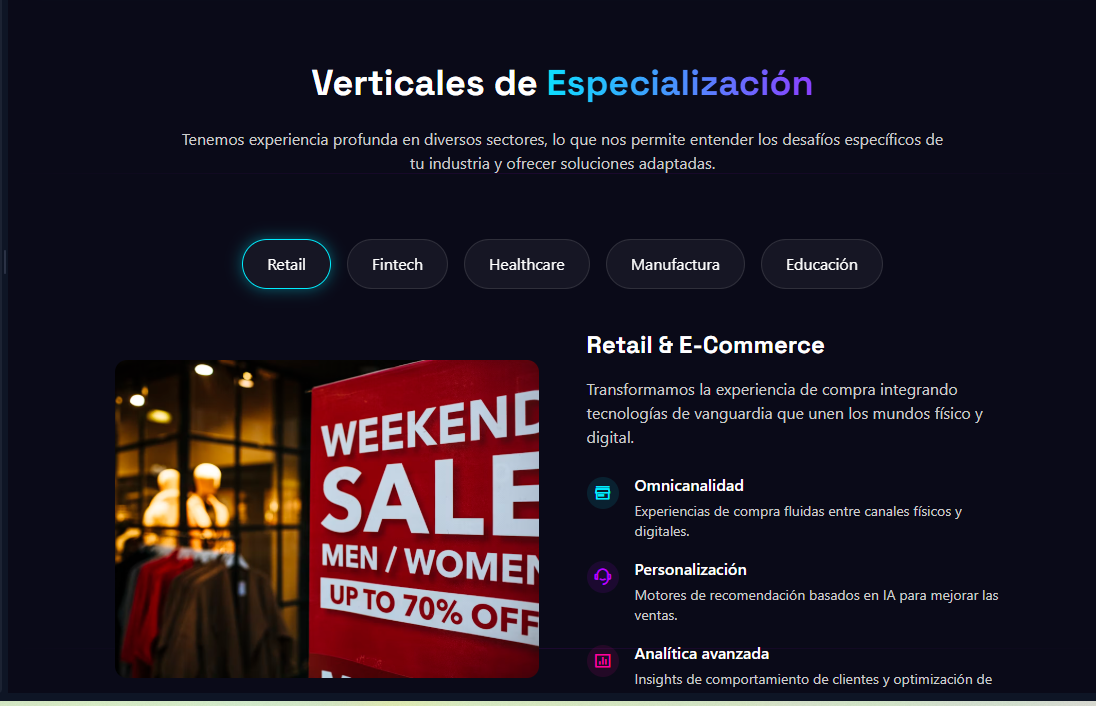 Verticales de Especialización
Tenemos experiencia profunda en diversos sectores, lo que nos permite entender los desafíos específicos de
tu industria y ofrecer soluciones adaptadas.
Retail
Fintech
Healthcare
Manufactura
Educación
WEEKEND
SALE
MEN / WOMEN
UP TO 70% OFF
Retail & E-Commerce
Transformamos la experiencia de compra integrando
tecnologías de vanguardia que unen los mundos físico y
digital.
Omnicanalidad
Experiencias de compra fluidas entre canales físicos y
digitales.
Personalización
Motores de recomendación basados en IA para mejorar las
ventas.
Analítica avanzada
Insights de comportamiento de clientes y optimización de